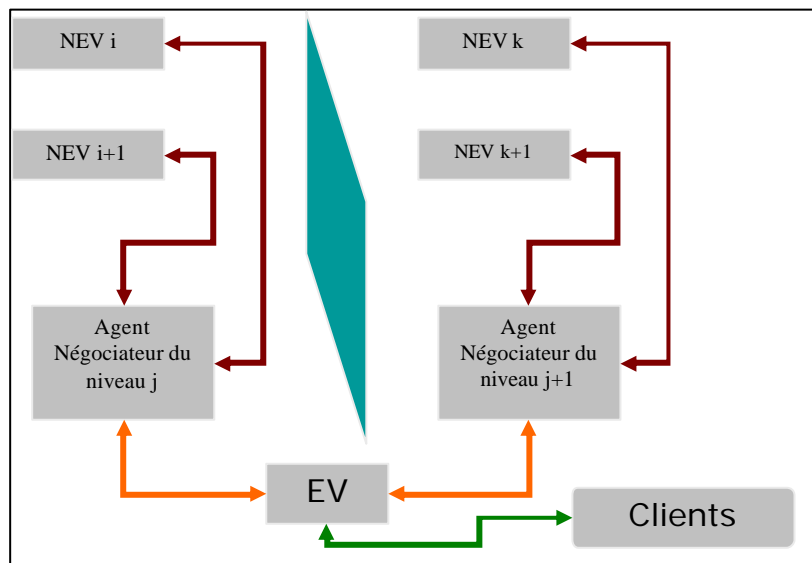 NEV i
NEV k
NEV i+1
NEV k+1
Agent
Négociateur du
niveau j
Agent
Négociateur du
niveau j+1
EV
Clients